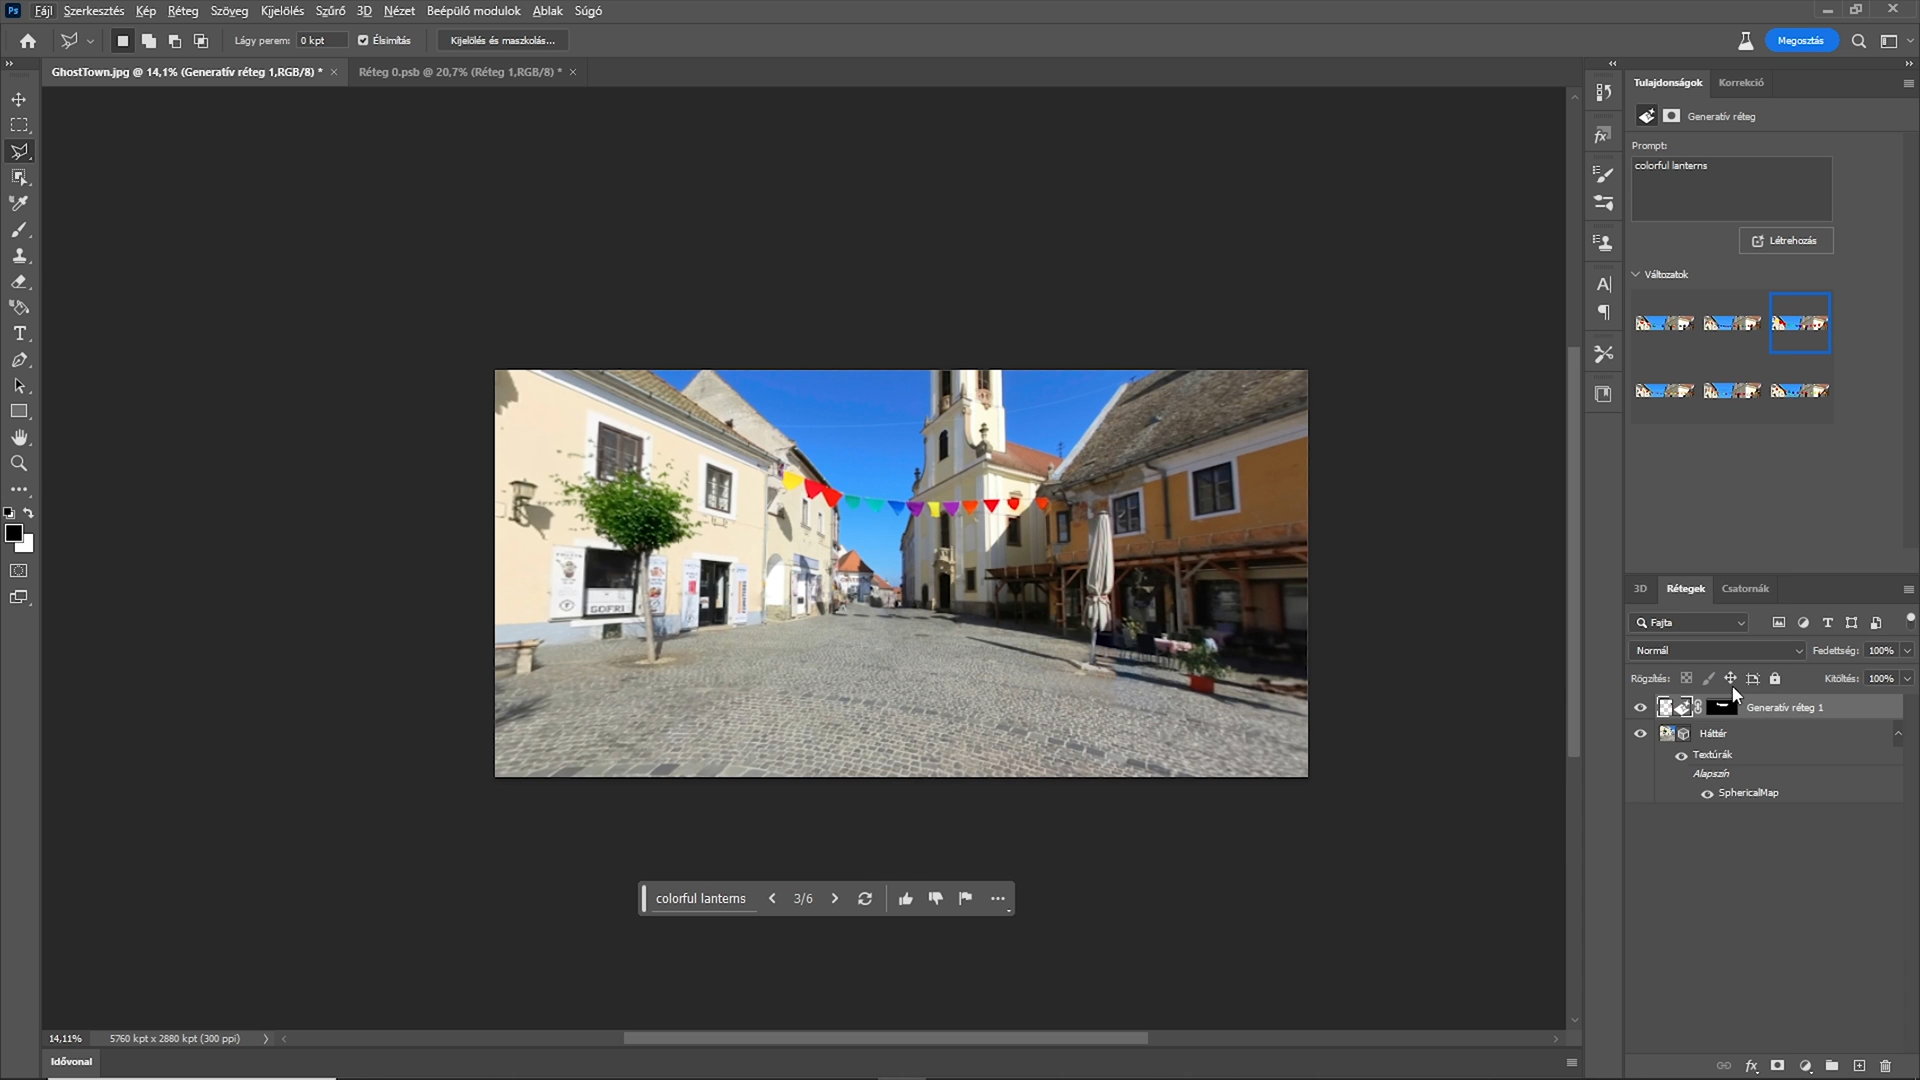 Ps Fájl Szerkesztés Kép Réteg Szöveg Kijelölés Szűrő 3D Nézet Beépülő modulok Ablak Súgó
Lágy perem: 0 kpt Élsimítás Kijelölés és maszkolás... Megosztás
GhostTown.jpg @ 14,1% (Generatív réteg 1,RGB/8) * × Réteg 0.psb @ 20,7% (Réteg 1,RGB/8) * ×
Tulajdonságok Korrekció
Generatív réteg
Prompt:
colorful lanterns
Létrehozás
Változatok
GOFRI
3D Rétegek Csatornák
Fajta
Normál Fedettség: 100%
Rögzítés: Kitöltés: 100%
Generatív réteg 1
Háttér
Textúrák
Alapszín
SphericalMap
colorful lanterns 3/6
14,11% 5760 kpt x 2880 kpt (300 ppi)
Idővonal